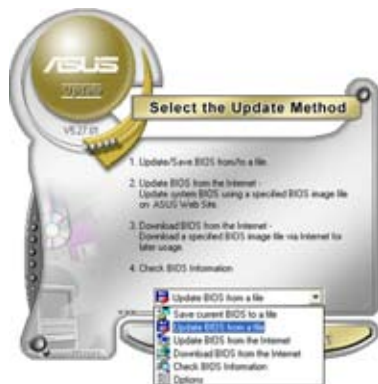 ASUS
Update
Select the Update Method
V5.27.01
1. Update/Save BIOS from/to a file.
2. Update BIOS from the Internet -
Update system BIOS using a specified BIOS image file
on ASUS Web Site.
3. Download BIOS from the Internet -
Download a specified BIOS image file via Internet for
later usage.
4. Check BIOS Information
Update BIOS from a file
Save current BIOS to a file
Update BIOS from a file
Update BIOS from the Internet
Download BIOS from the Internet
Check BIOS Information
Options